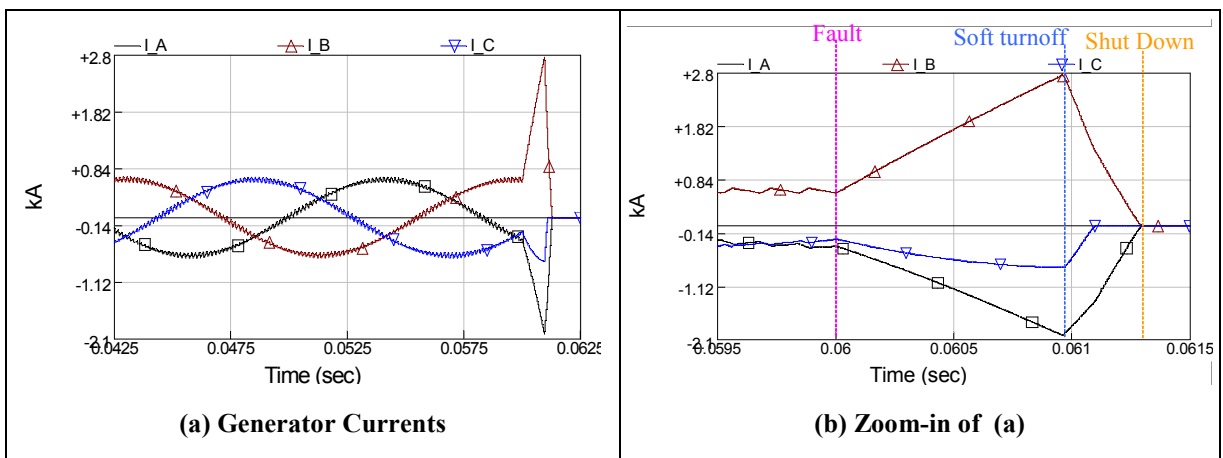 I_A I_B I_C
+2.8
+1.82
+0.84
-0.14
-1.12
-2.1
kA
0.0425 0.0475 0.0525 0.0575 0.0625
Time (sec)
(a) Generator Currents
Fault Soft turnoff Shut Down
I_A I_B I_C
+2.8
+1.82
+0.84
-0.14
-1.12
-2.1
kA
0.0595 0.06 0.0605 0.061 0.0615
Time (sec)
(b) Zoom-in of (a)